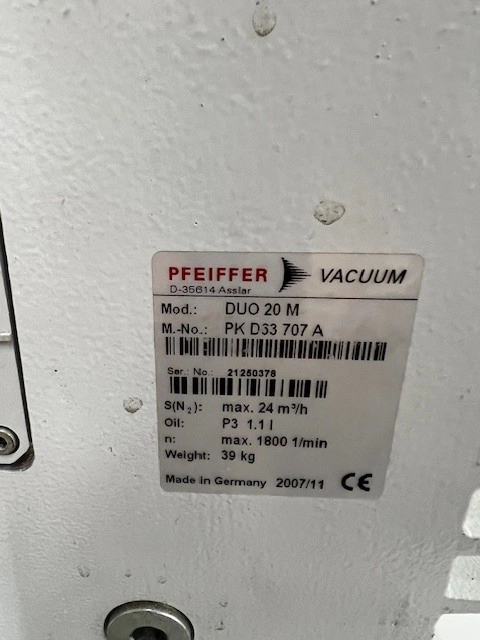 PFEIFFER VACUUM
D-35614 Asslar
Mod.: DUO 20 M
M.-No.: PK D33 707 A
Ser.: No.: 21250378
S(N₂): max. 24 m³/h
Oil: P3 1.1 l
n: max. 1800 1/min
Weight: 39 kg
Made in Germany 2007/11 CE